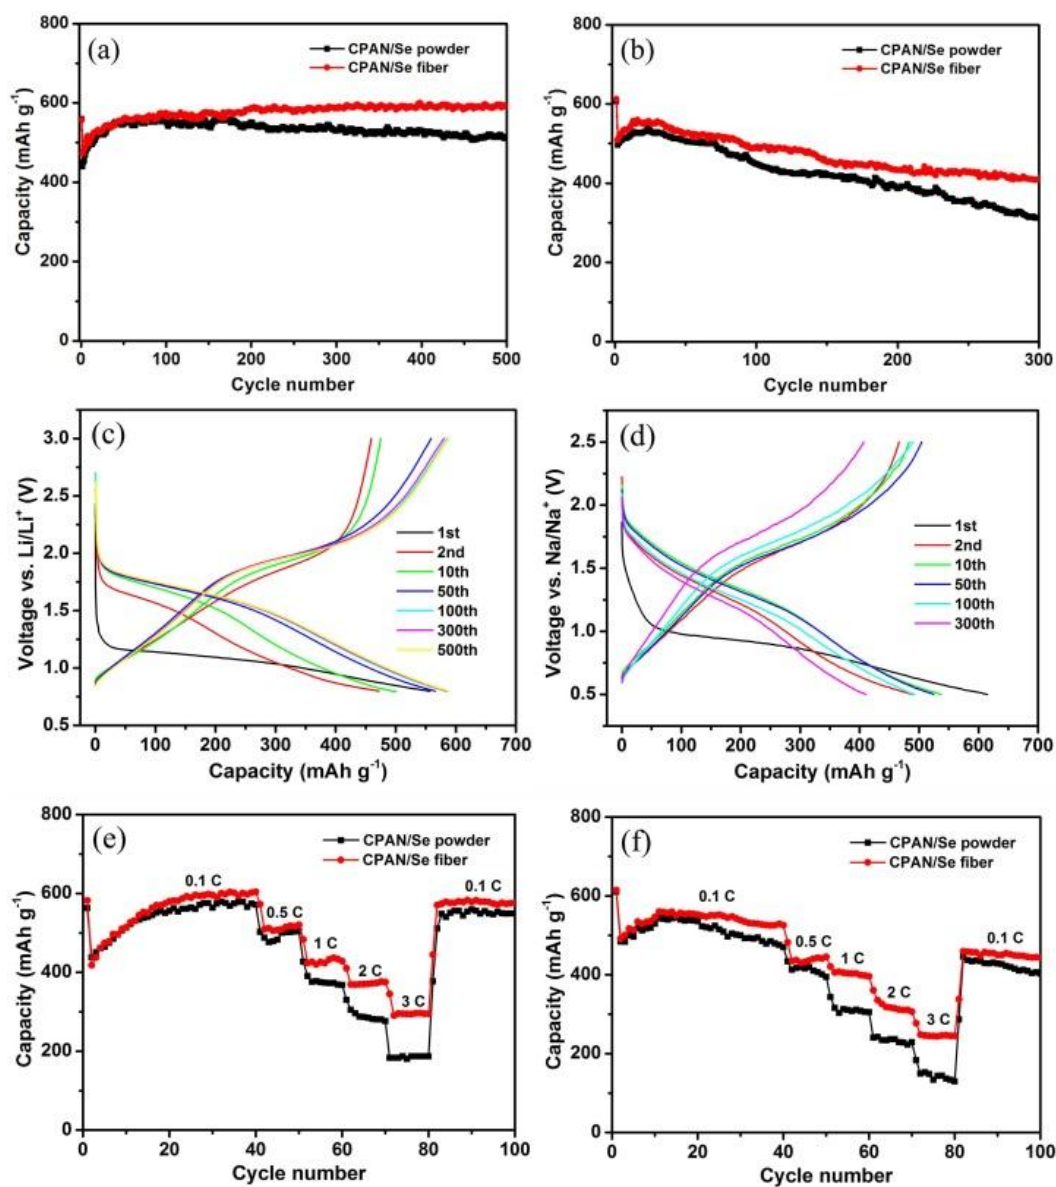 (a)
CPAN/Se powder
CPAN/Se fiber
800
600
400
200
0
Capacity (mAh g⁻¹)
0 100 200 300 400 500
Cycle number
(b)
CPAN/Se powder
CPAN/Se fiber
800
600
400
200
0
Capacity (mAh g⁻¹)
0 100 200 300
Cycle number
(c)
3.0
2.5
2.0
1.5
1.0
0.5
Voltage vs. Li/Li⁺ (V)
1st
2nd
10th
50th
100th
300th
500th
0 100 200 300 400 500 600 700
Capacity (mAh g⁻¹)
(d)
2.5
2.0
1.5
1.0
0.5
Voltage vs. Na/Na⁺ (V)
1st
2nd
10th
50th
100th
300th
0 100 200 300 400 500 600 700
Capacity (mAh g⁻¹)
(e)
CPAN/Se powder
CPAN/Se fiber
800
600
400
200
0
Capacity (mAh g⁻¹)
0.1 C
0.5 C
1 C
2 C
3 C
0.1 C
0 20 40 60 80 100
Cycle number
(f)
CPAN/Se powder
CPAN/Se fiber
800
600
400
200
0
Capacity (mAh g⁻¹)
0.1 C
0.5 C
1 C
2 C
3 C
0.1 C
0 20 40 60 80 100
Cycle number